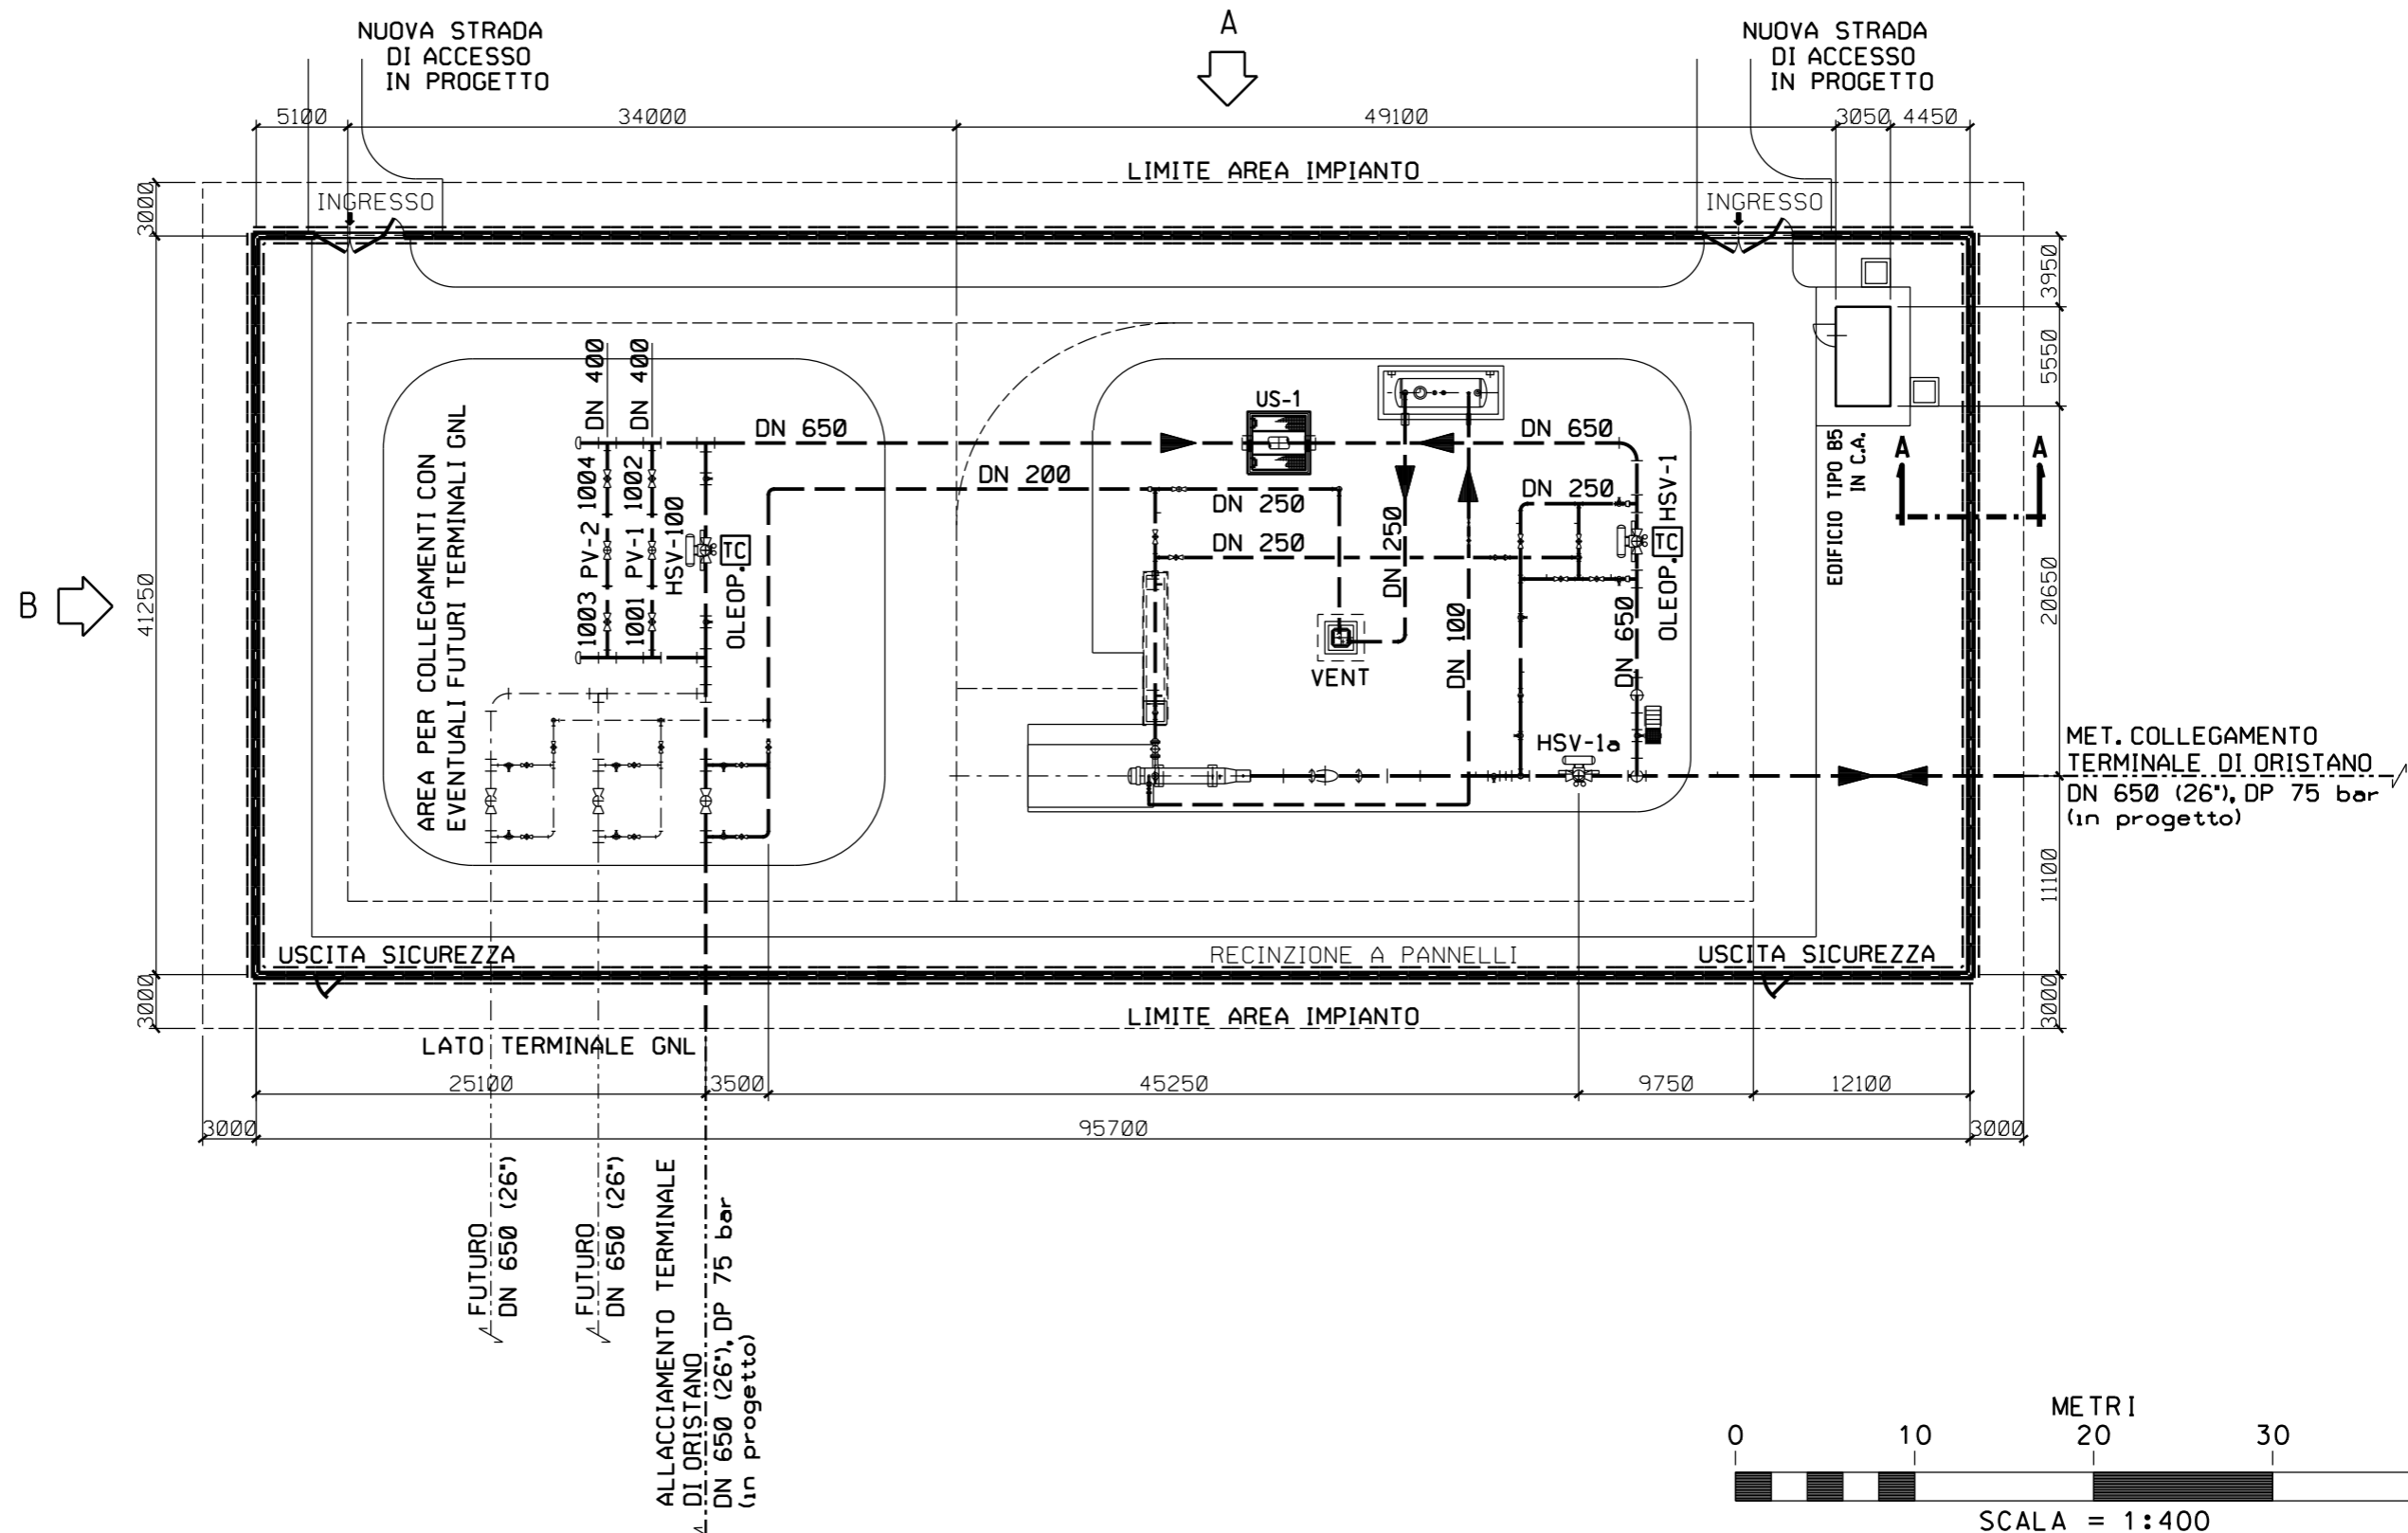 NUOVA STRADA
DI ACCESSO
IN PROGETTO
A
NUOVA STRADA
DI ACCESSO
IN PROGETTO
5100
34000
49100
3050
4450
LIMITE AREA IMPIANTO
3000
INGRESSO
INGRESSO
3950
5550
41250
B
DN 400
DN 400
US-1
DN 650
DN 650
DN 200
DN 250
DN 250
DN 250
DN 250
DN 100
1003 PV-2 1004
1001 PV-1 1002
HSV-100
TC
OLEOP.
AREA PER COLLEGAMENTI CON
EVENTUALI FUTURI TERMINALI GNL
VENT
HSV-1
TC
OLEOP.
DN 650
HSV-1a
EDIFICIO TIPO B5
IN C.A.
A
A
20650
MET. COLLEGAMENTO
TERMINALE DI ORISTANO
DN 650 (26"), DP 75 bar
(in progetto)
11100
USCITA SICUREZZA
RECINZIONE A PANNELLI
USCITA SICUREZZA
3000
3000
LIMITE AREA IMPIANTO
LATO TERMINALE GNL
25100
3500
45250
9750
12100
3000
95700
3000
FUTURO
DN 650 (26")
FUTURO
DN 650 (26")
ALLACCIAMENTO TERMINALE
DI ORISTANO
DN 650 (26"), DP 75 bar
(in progetto)
METRI
0
10
20
30
SCALA = 1:400